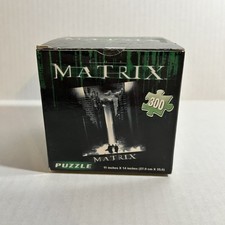 MATRIX
300
MATRIX
PUZZLE
11 inches X 14 inches